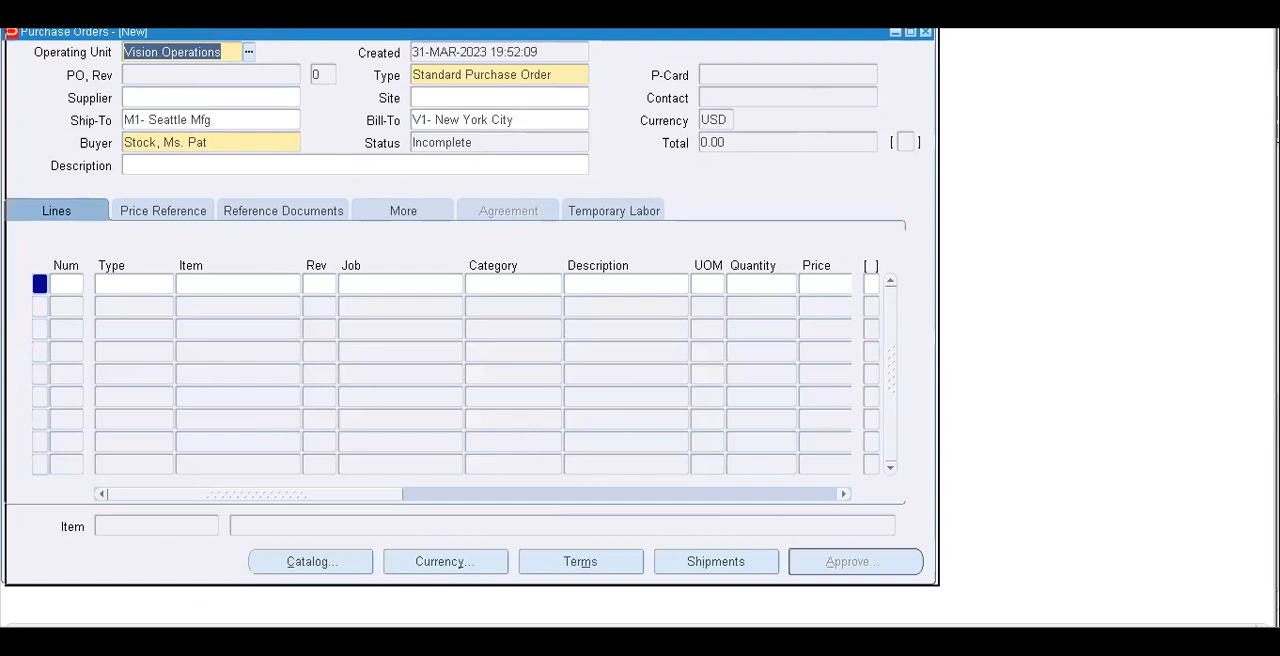 Purchase Orders - [New]
Operating Unit Vision Operations ... Created 31-MAR-2023 19:52:09
PO, Rev 0 Type Standard Purchase Order P-Card
Supplier Site Contact
Ship-To M1- Seattle Mfg Bill-To V1- New York City Currency USD
Buyer Stock, Ms. Pat Status Incomplete Total 0.00 [ ]
Description
Lines Price Reference Reference Documents More Agreement Temporary Labor
Num Type Item Rev Job Category Description UOM Quantity Price [ ]
Item
Catalog... Currency... Terms Shipments Approve...